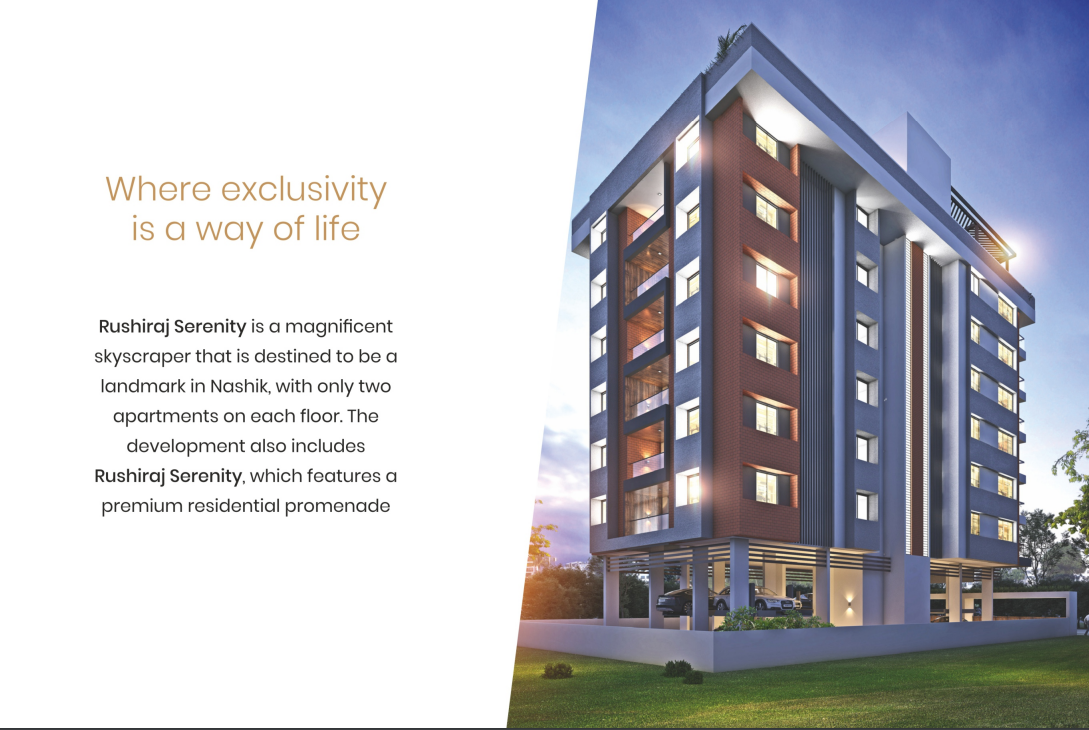 Where exclusivity
is a way of life
Rushiraj Serenity is a magnificent
skyscraper that is destined to be a
landmark in Nashik, with only two
apartments on each floor. The
development also includes
Rushiraj Serenity, which features a
premium residential promenade